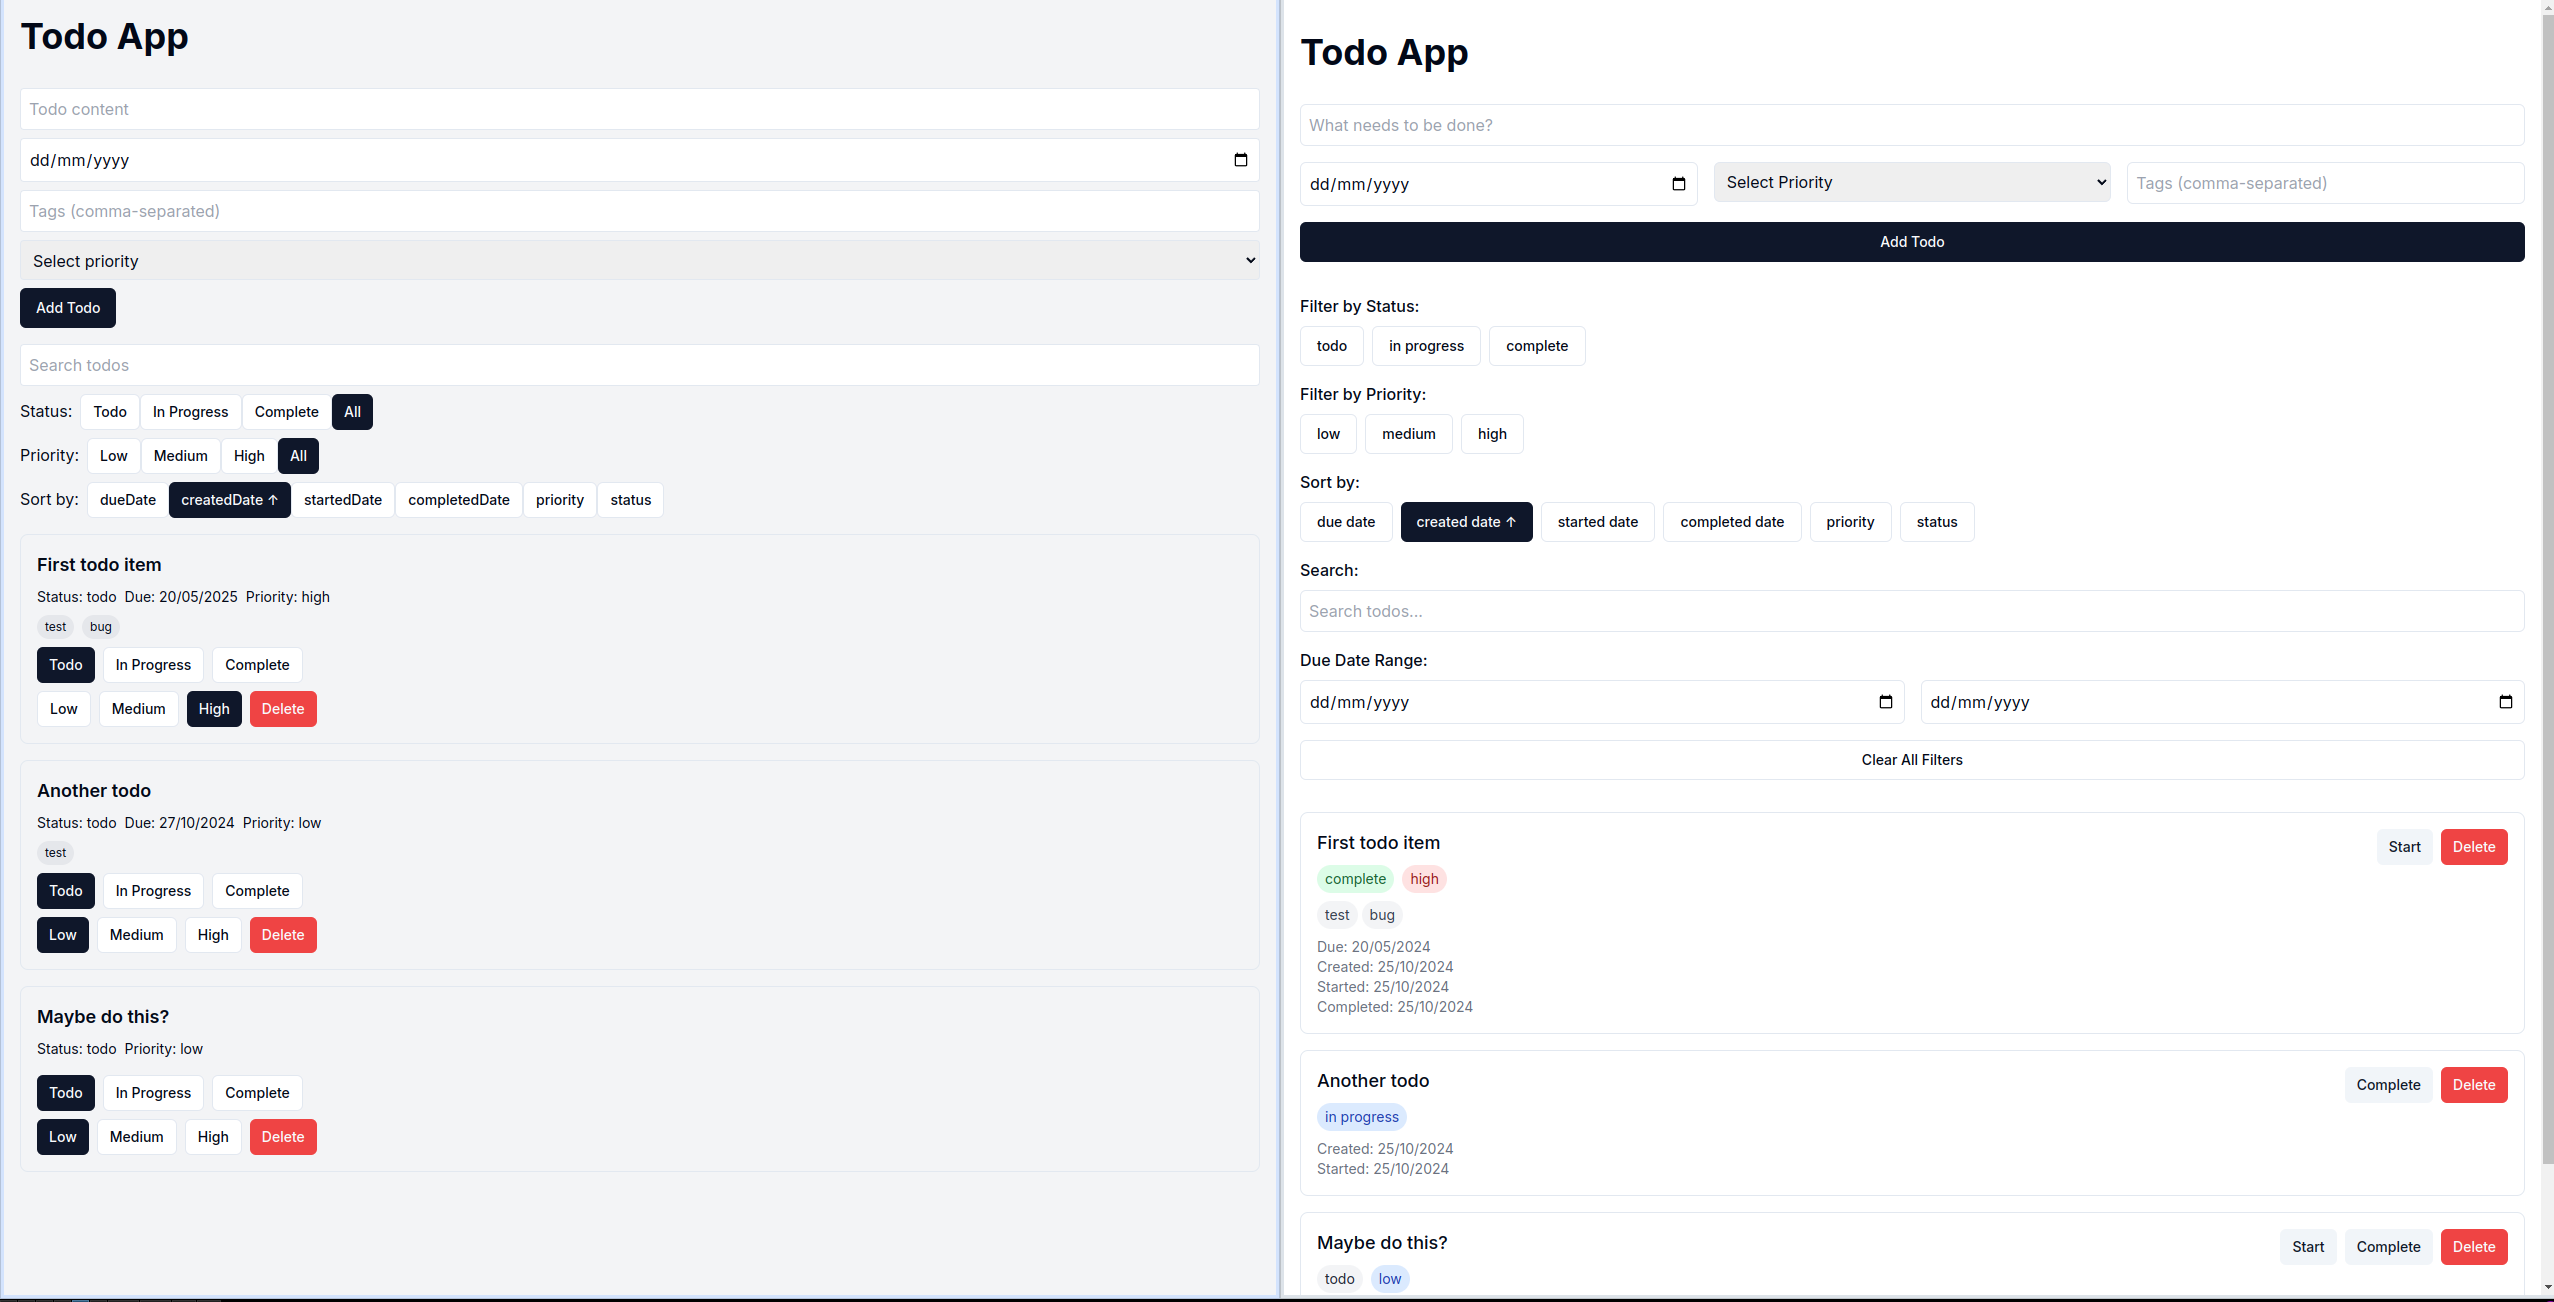 Todo App
Todo content
dd/mm/yyyy
Tags (comma-separated)
Select priority
Add Todo
Search todos
Status: Todo In Progress Complete All
Priority: Low Medium High All
Sort by: dueDate createdDate ↑ startedDate completedDate priority status
First todo item
Status: todo Due: 20/05/2025 Priority: high
test bug
Todo In Progress Complete
Low Medium High Delete
Another todo
Status: todo Due: 27/10/2024 Priority: low
test
Todo In Progress Complete
Low Medium High Delete
Maybe do this?
Status: todo Priority: low
Todo In Progress Complete
Low Medium High Delete
Todo App
What needs to be done?
dd/mm/yyyy Select Priority Tags (comma-separated)
Add Todo
Filter by Status:
todo in progress complete
Filter by Priority:
low medium high
Sort by:
due date created date ↑ started date completed date priority status
Search:
Search todos...
Due Date Range:
dd/mm/yyyy dd/mm/yyyy
Clear All Filters
First todo item Start Delete
complete high
test bug
Due: 20/05/2024
Created: 25/10/2024
Started: 25/10/2024
Completed: 25/10/2024
Another todo Complete Delete
in progress
Created: 25/10/2024
Started: 25/10/2024
Maybe do this? Start Complete Delete
todo low